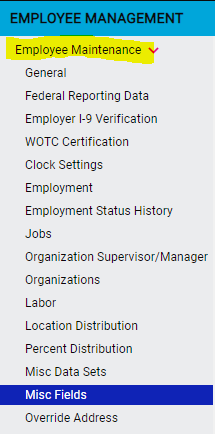 EMPLOYEE MANAGEMENT
Employee Maintenance
General
Federal Reporting Data
Employer I-9 Verification
WOTC Certification
Clock Settings
Employment
Employment Status History
Jobs
Organization Supervisor/Manager
Organizations
Labor
Location Distribution
Percent Distribution
Misc Data Sets
Misc Fields
Override Address